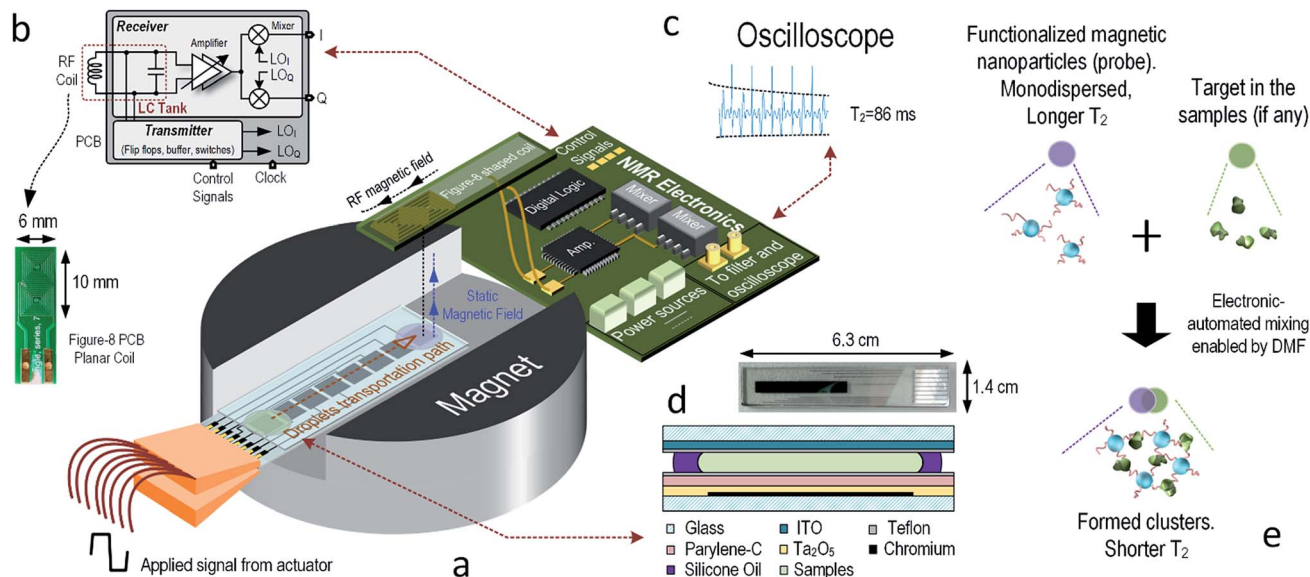 b
Receiver
Mixer
I
Amplifier
LO_I
LO_Q
RF
Coil
LC Tank
Q
PCB
Transmitter
(Flip flops, buffer, switches)
LO_I
LO_Q
Control
Signals
Clock
6 mm
10 mm
Figure-8 PCB
Planar Coil
RF magnetic field
Figure-8 shaped coil
Control
Signals
NMR Electronics
Digital Logic
Mixer
Mixer
Amp.
To filter and
oscilloscope
Power sources
Static
Magnetic Field
Droplets transportation path
Magnet
Applied signal from actuator
a
c
Oscilloscope
T₂=86 ms
6.3 cm
1.4 cm
d
Glass
ITO
Teflon
Parylene-C
Ta₂O₅
Chromium
Silicone Oil
Samples
Functionalized magnetic
nanoparticles (probe).
Monodispersed,
Longer T₂
Target in the
samples (if any)
+
Electronic-
automated mixing
enabled by DMF
Formed clusters.
Shorter T₂
e